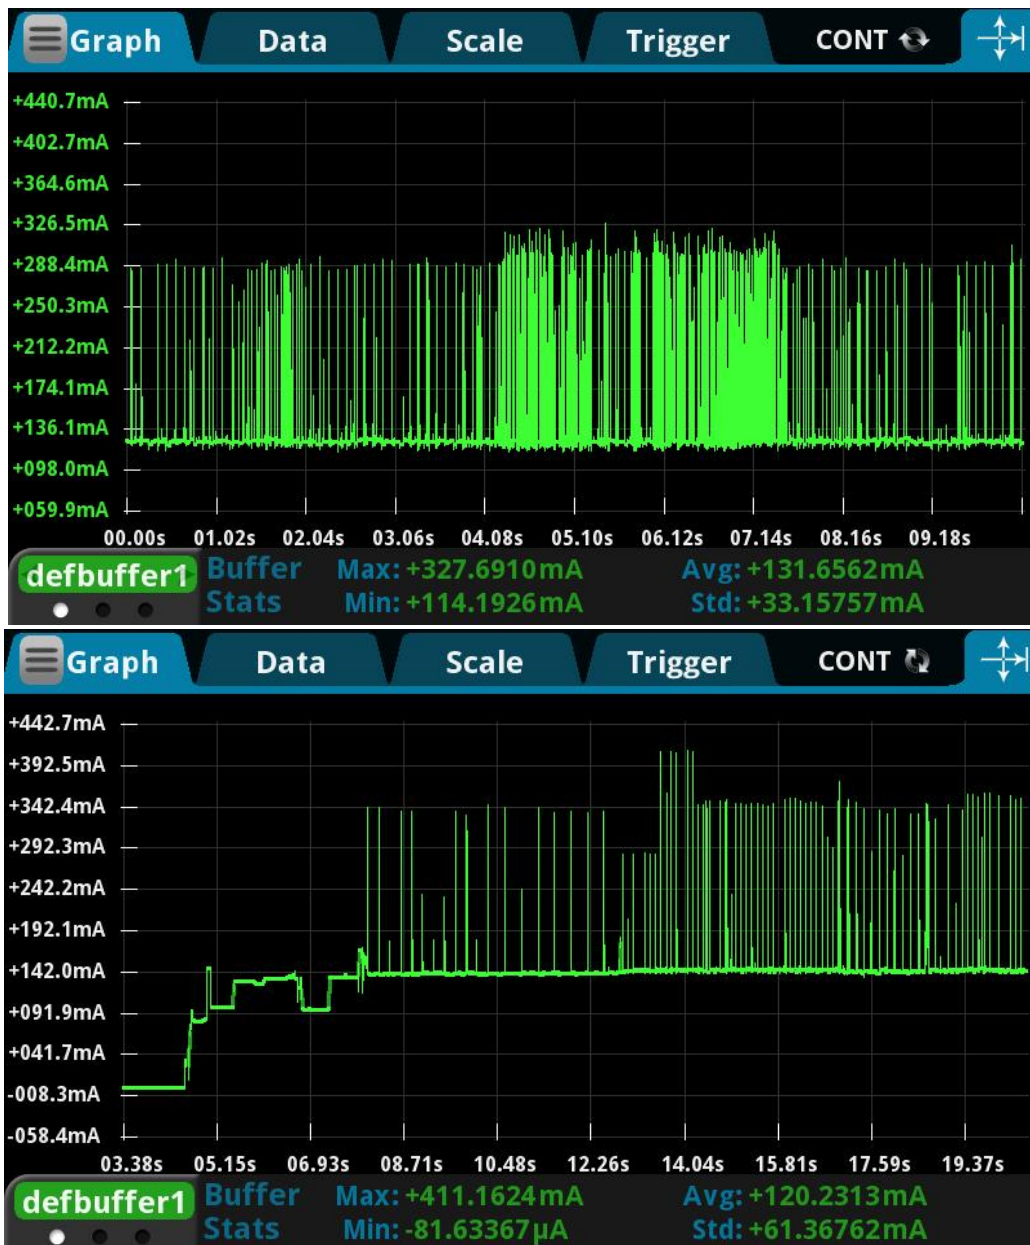 Graph Data Scale Trigger CONT
+440.7mA
+402.7mA
+364.6mA
+326.5mA
+288.4mA
+250.3mA
+212.2mA
+174.1mA
+136.1mA
+098.0mA
+059.9mA
00.00s 01.02s 02.04s 03.06s 04.08s 05.10s 06.12s 07.14s 08.16s 09.18s
defbuffer1 Buffer Max: +327.6910mA Avg: +131.6562mA
Stats Min: +114.1926mA Std: +33.15757mA
Graph Data Scale Trigger CONT
+442.7mA
+392.5mA
+342.4mA
+292.3mA
+242.2mA
+192.1mA
+142.0mA
+091.9mA
+041.7mA
-008.3mA
-058.4mA
03.38s 05.15s 06.93s 08.71s 10.48s 12.26s 14.04s 15.81s 17.59s 19.37s
defbuffer1 Buffer Max: +411.1624mA Avg: +120.2313mA
Stats Min: -81.63367µA Std: +61.36762mA